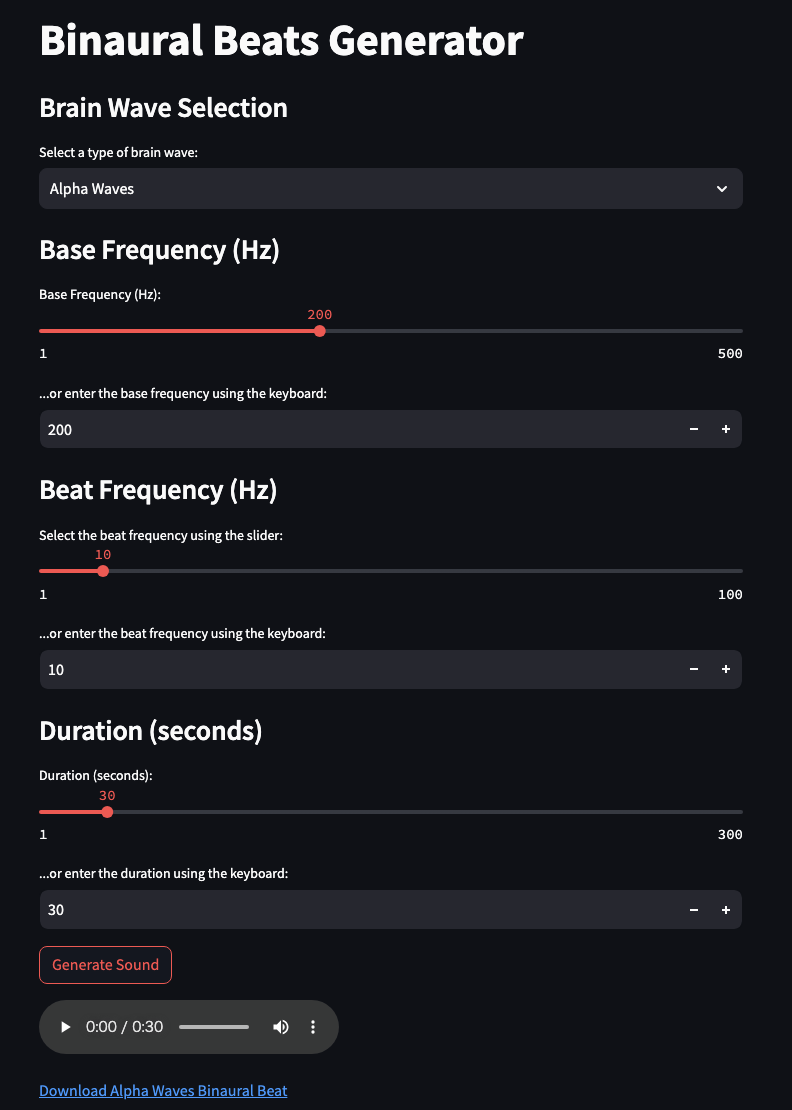 Binaural Beats Generator
Brain Wave Selection
Select a type of brain wave:
Alpha Waves
Base Frequency (Hz)
Base Frequency (Hz):
200
1 500
...or enter the base frequency using the keyboard:
200 − +
Beat Frequency (Hz)
Select the beat frequency using the slider:
10
1 100
...or enter the beat frequency using the keyboard:
10 − +
Duration (seconds)
Duration (seconds):
30
1 300
...or enter the duration using the keyboard:
30 − +
Generate Sound
0:00 / 0:30
Download Alpha Waves Binaural Beat